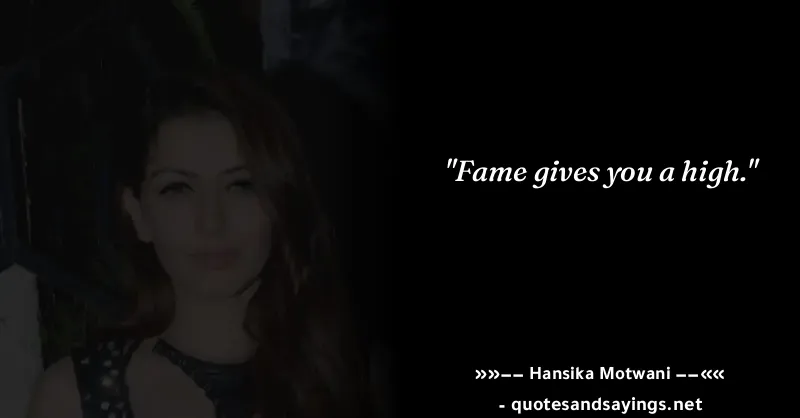 "Fame gives you a high."
»»−− Hansika Motwani −−««
- quotesandsayings.net